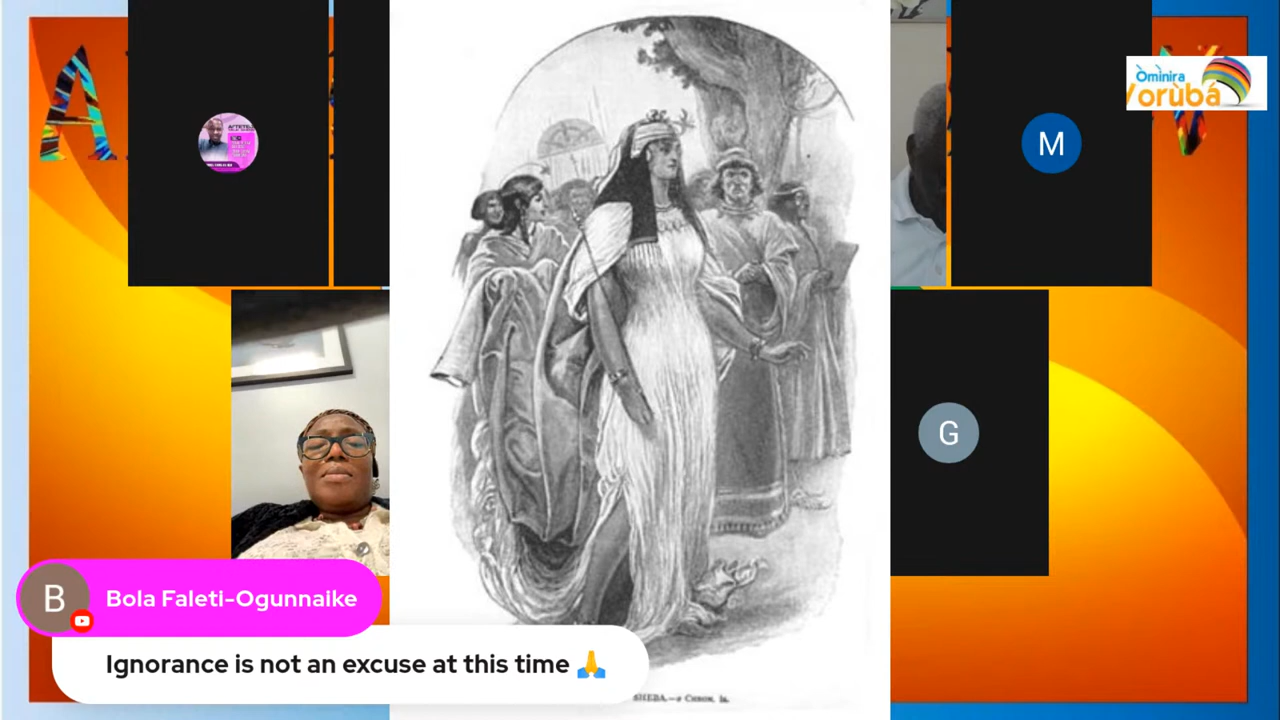 A
V
Òmìnira
Yorùbá
M
G
B
Bola Faleti-Ogunnaike
Ignorance is not an excuse at this time 🙏